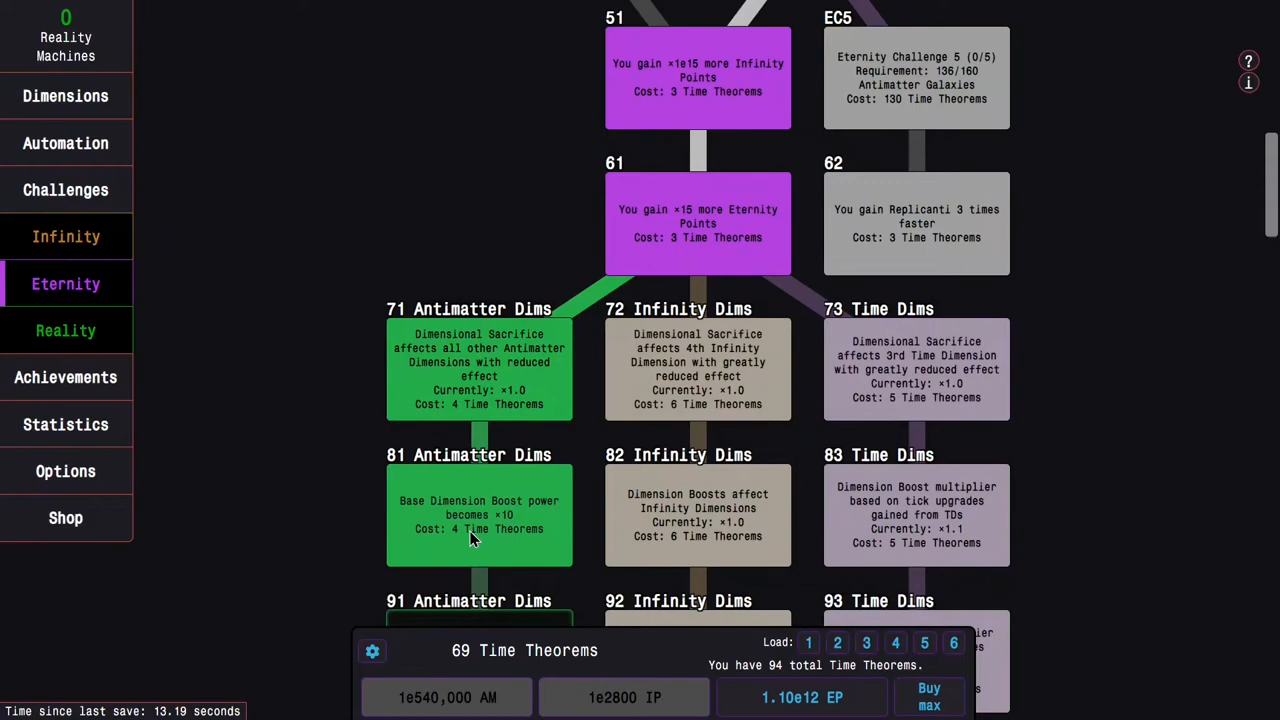 0
Reality
Machines
Dimensions
Automation
Challenges
Infinity
Eternity
Reality
Achievements
Statistics
Options
Shop
Time since last save: 13.19 seconds
51
You gain ×1e15 more Infinity
Points
Cost: 3 Time Theorems
EC5
Eternity Challenge 5 (0/5)
Requirement: 136/160
Antimatter Galaxies
Cost: 130 Time Theorems
?
i
61
You gain ×15 more Eternity
Points
Cost: 3 Time Theorems
62
You gain Replicanti 3 times
faster
Cost: 3 Time Theorems
71 Antimatter Dims
Dimensional Sacrifice
affects all other Antimatter
Dimensions with reduced
effect
Currently: ×1.0
Cost: 4 Time Theorems
72 Infinity Dims
Dimensional Sacrifice
affects 4th Infinity
Dimension with greatly
reduced effect
Currently: ×1.0
Cost: 6 Time Theorems
73 Time Dims
Dimensional Sacrifice
affects 3rd Time Dimension
with greatly reduced effect
Currently: ×1.0
Cost: 5 Time Theorems
81 Antimatter Dims
Base Dimension Boost power
becomes ×10
Cost: 4 Time Theorems
82 Infinity Dims
Dimension Boosts affect
Infinity Dimensions
Currently: ×1.0
Cost: 6 Time Theorems
83 Time Dims
Dimension Boost multiplier
based on tick upgrades
gained from TDs
Currently: ×1.1
Cost: 5 Time Theorems
91 Antimatter Dims
92 Infinity Dims
93 Time Dims
69 Time Theorems
Load: 1 2 3 4 5 6
You have 94 total Time Theorems.
1e540,000 AM
1e2800 IP
1.10e12 EP
Buy
max